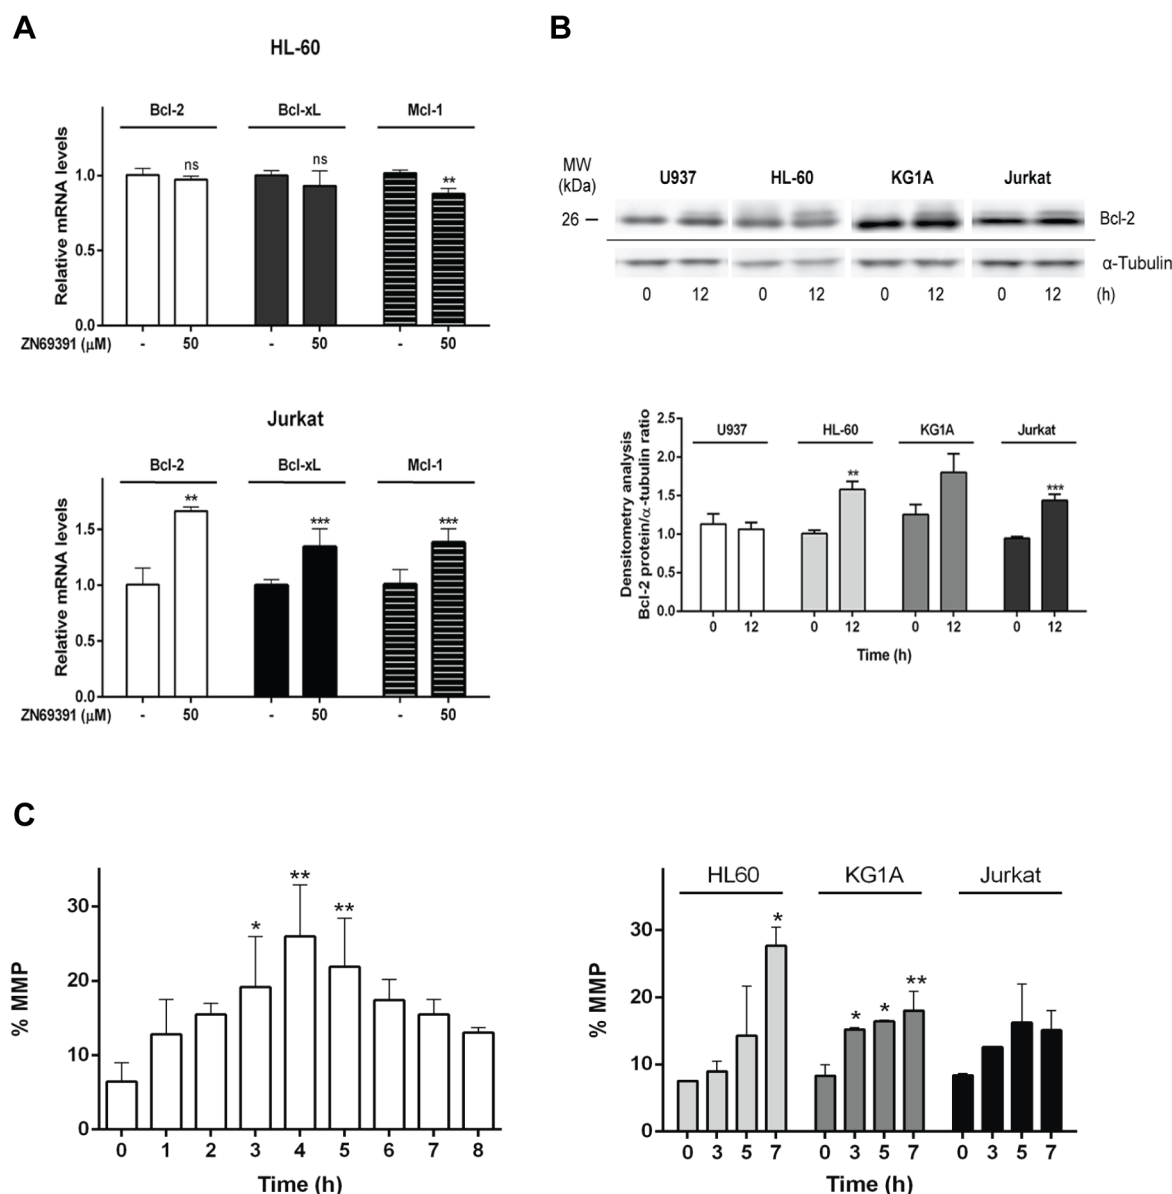 A
HL-60
Bcl-2 Bcl-xL Mcl-1
Relative mRNA levels
1.0
0.5
0.0
ns ns **
ZN69391 (μM) - 50 - 50 - 50
Jurkat
Bcl-2 Bcl-xL Mcl-1
Relative mRNA levels
1.5
1.0
0.5
0.0
** *** ***
ZN69391 (μM) - 50 - 50 - 50
B
MW
(kDa)
U937 HL-60 KG1A Jurkat
26 Bcl-2
α-Tubulin
0 12 0 12 0 12 0 12 (h)
Densitometry analysis
Bcl-2 protein/α-tubulin ratio
2.5
2.0
1.5
1.0
0.5
0.0
U937 HL-60 KG1A Jurkat
** ***
0 12 0 12 0 12 0 12
Time (h)
C
% MMP
30
20
10
0
* ** **
0 1 2 3 4 5 6 7 8
Time (h)
HL60 KG1A Jurkat
% MMP
30
20
10
0
* * * **
0 3 5 7 0 3 5 7 0 3 5 7
Time (h) Time (h)